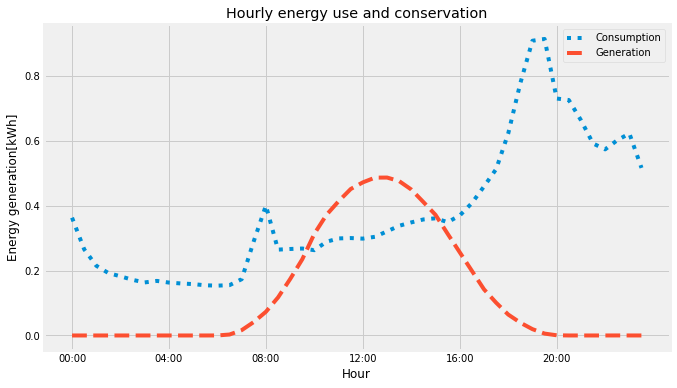 Hourly energy use and conservation
Consumption
Generation
Energy generation[kWh]
0.8
0.6
0.4
0.2
0.0
00:00 04:00 08:00 12:00 16:00 20:00
Hour